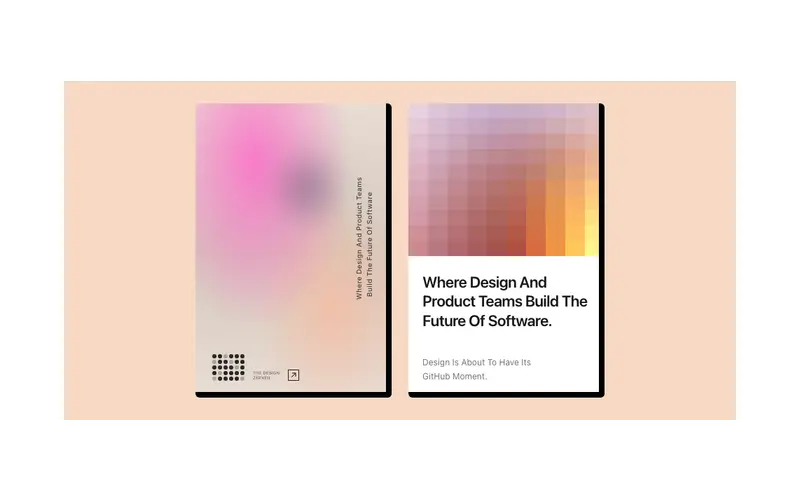 Where Design And Product Teams
Build The Future Of Software
THE DESIGN
Where Design And
Product Teams Build The
Future Of Software.
Design Is About To Have Its
GitHub Moment.